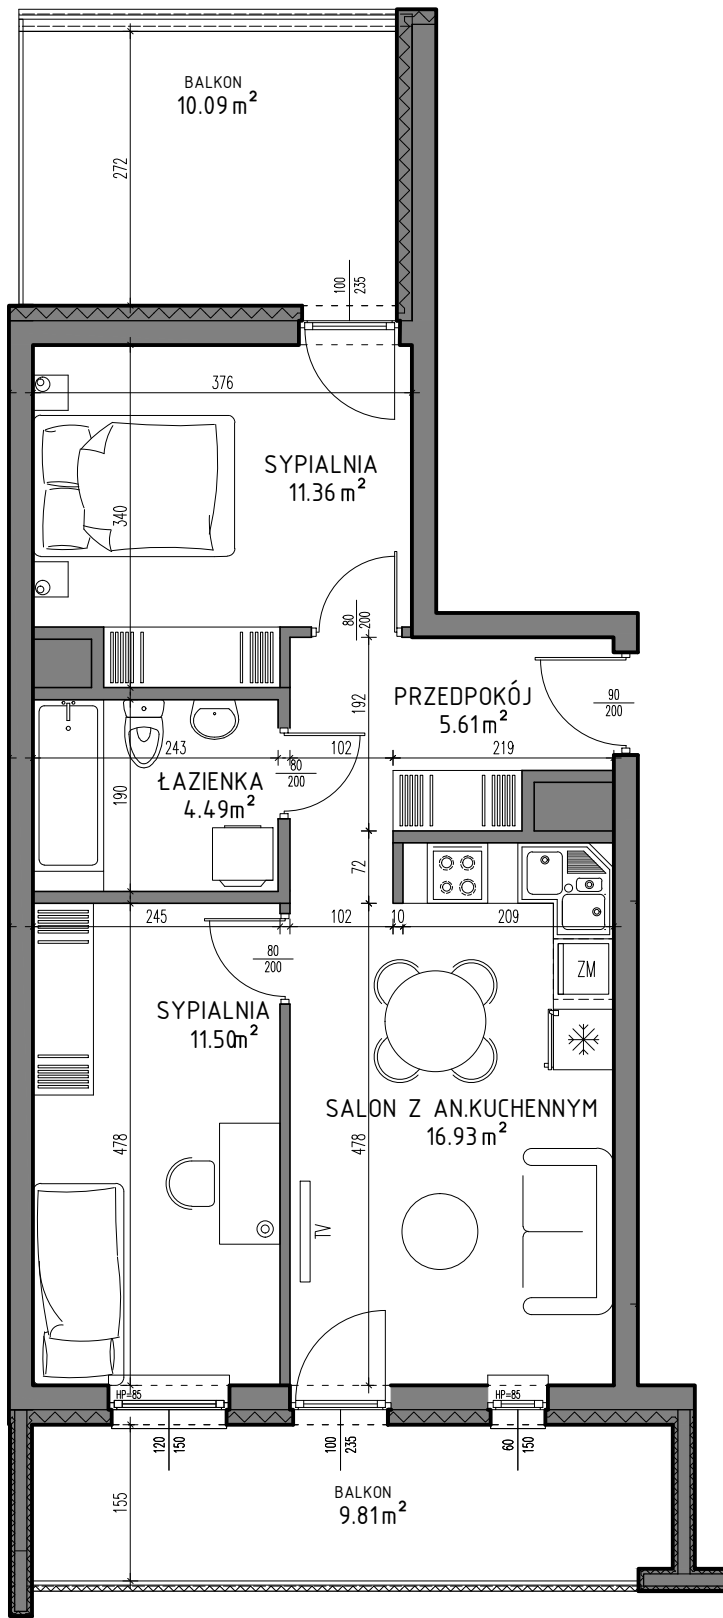 BALKON
10.09 m²
272
100
235
376
SYPIALNIA
11.36 m²
340
80
200
PRZEDPOKÓJ
5.61 m²
90
200
192
243
102
219
80
200
ŁAZIENKA
4.49m²
190
72
245
102
10
209
80
200
ZM
SYPIALNIA
11.50m²
SALON Z AN.KUCHENNYM
16.93 m²
478
478
TV
HP=85
HP=85
120
150
100
235
60
150
BALKON
9.81m²
155